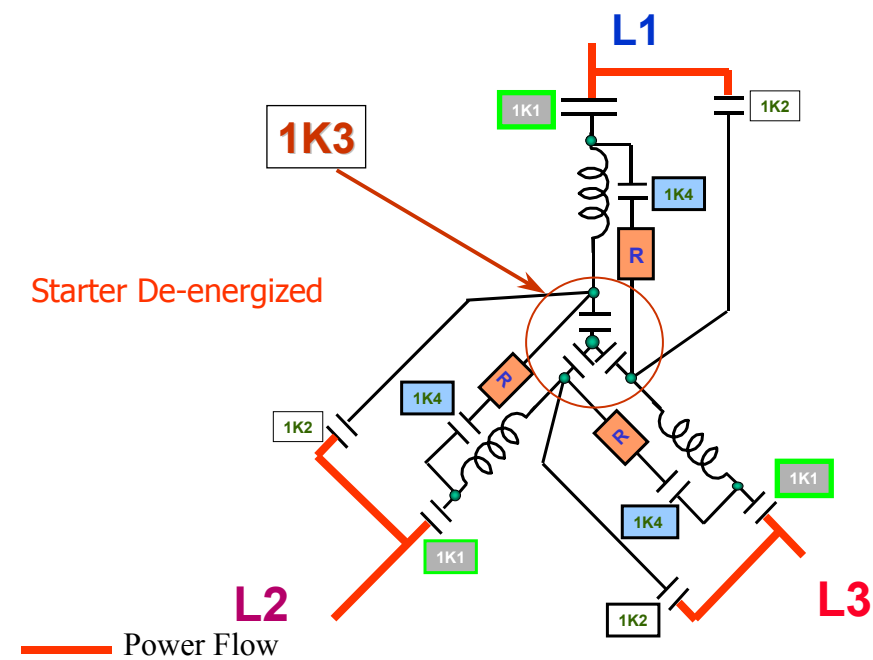 L1
1K1
1K2
1K3
1K4
R
Starter De-energized
R
1K4
1K2
R
1K1
1K4
1K1
L2
L3
1K2
Power Flow